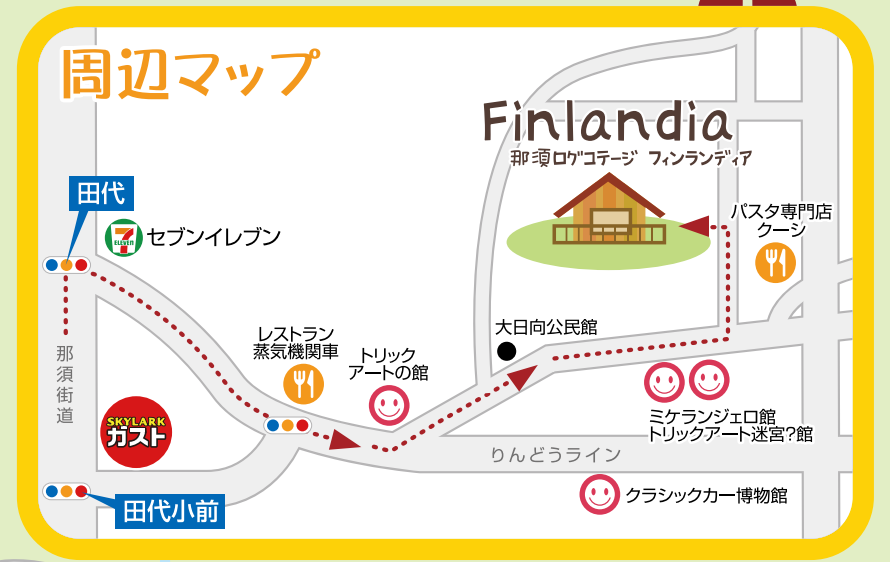 周辺マップ
Finlandia
那須ログコテージ フィンランディア
田代
7
ELEVEN
セブンイレブン
パスタ専門店
クーシ
レストラン
蒸気機関車
トリック
アートの館
大日向公民館
那須街道
SKYLARK
ガスト
ミケランジェロ館
トリックアート迷宮?館
りんどうライン
クラシックカー博物館
田代小前